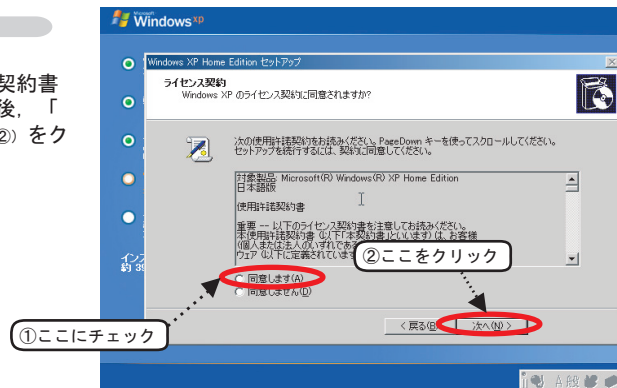 契約書
後，「
②）をク
Microsoft
Windows xp
Windows XP Home Edition セットアップ
ライセンス契約
Windows XP のライセンス契約に同意されますか?
次の使用許諾契約をお読みください。PageDown キーを使ってスクロールしてください。
セットアップを続行するには、契約に同意してください。
対象製品: Microsoft(R) Windows(R) XP Home Edition
日本語版
使用許諾契約書
重要 -- 以下のライセンス契約書を注意してお読みください。
本使用許諾契約書 (以下「本契約書」といいます) は、お客様
(個人または法人のいずれであ
ウェア (以下に定義されています
②ここをクリック
同意します(A)
同意しません(D)
インス
約 39
①ここにチェック
< 戻る(B)
次へ(N) >
A 般